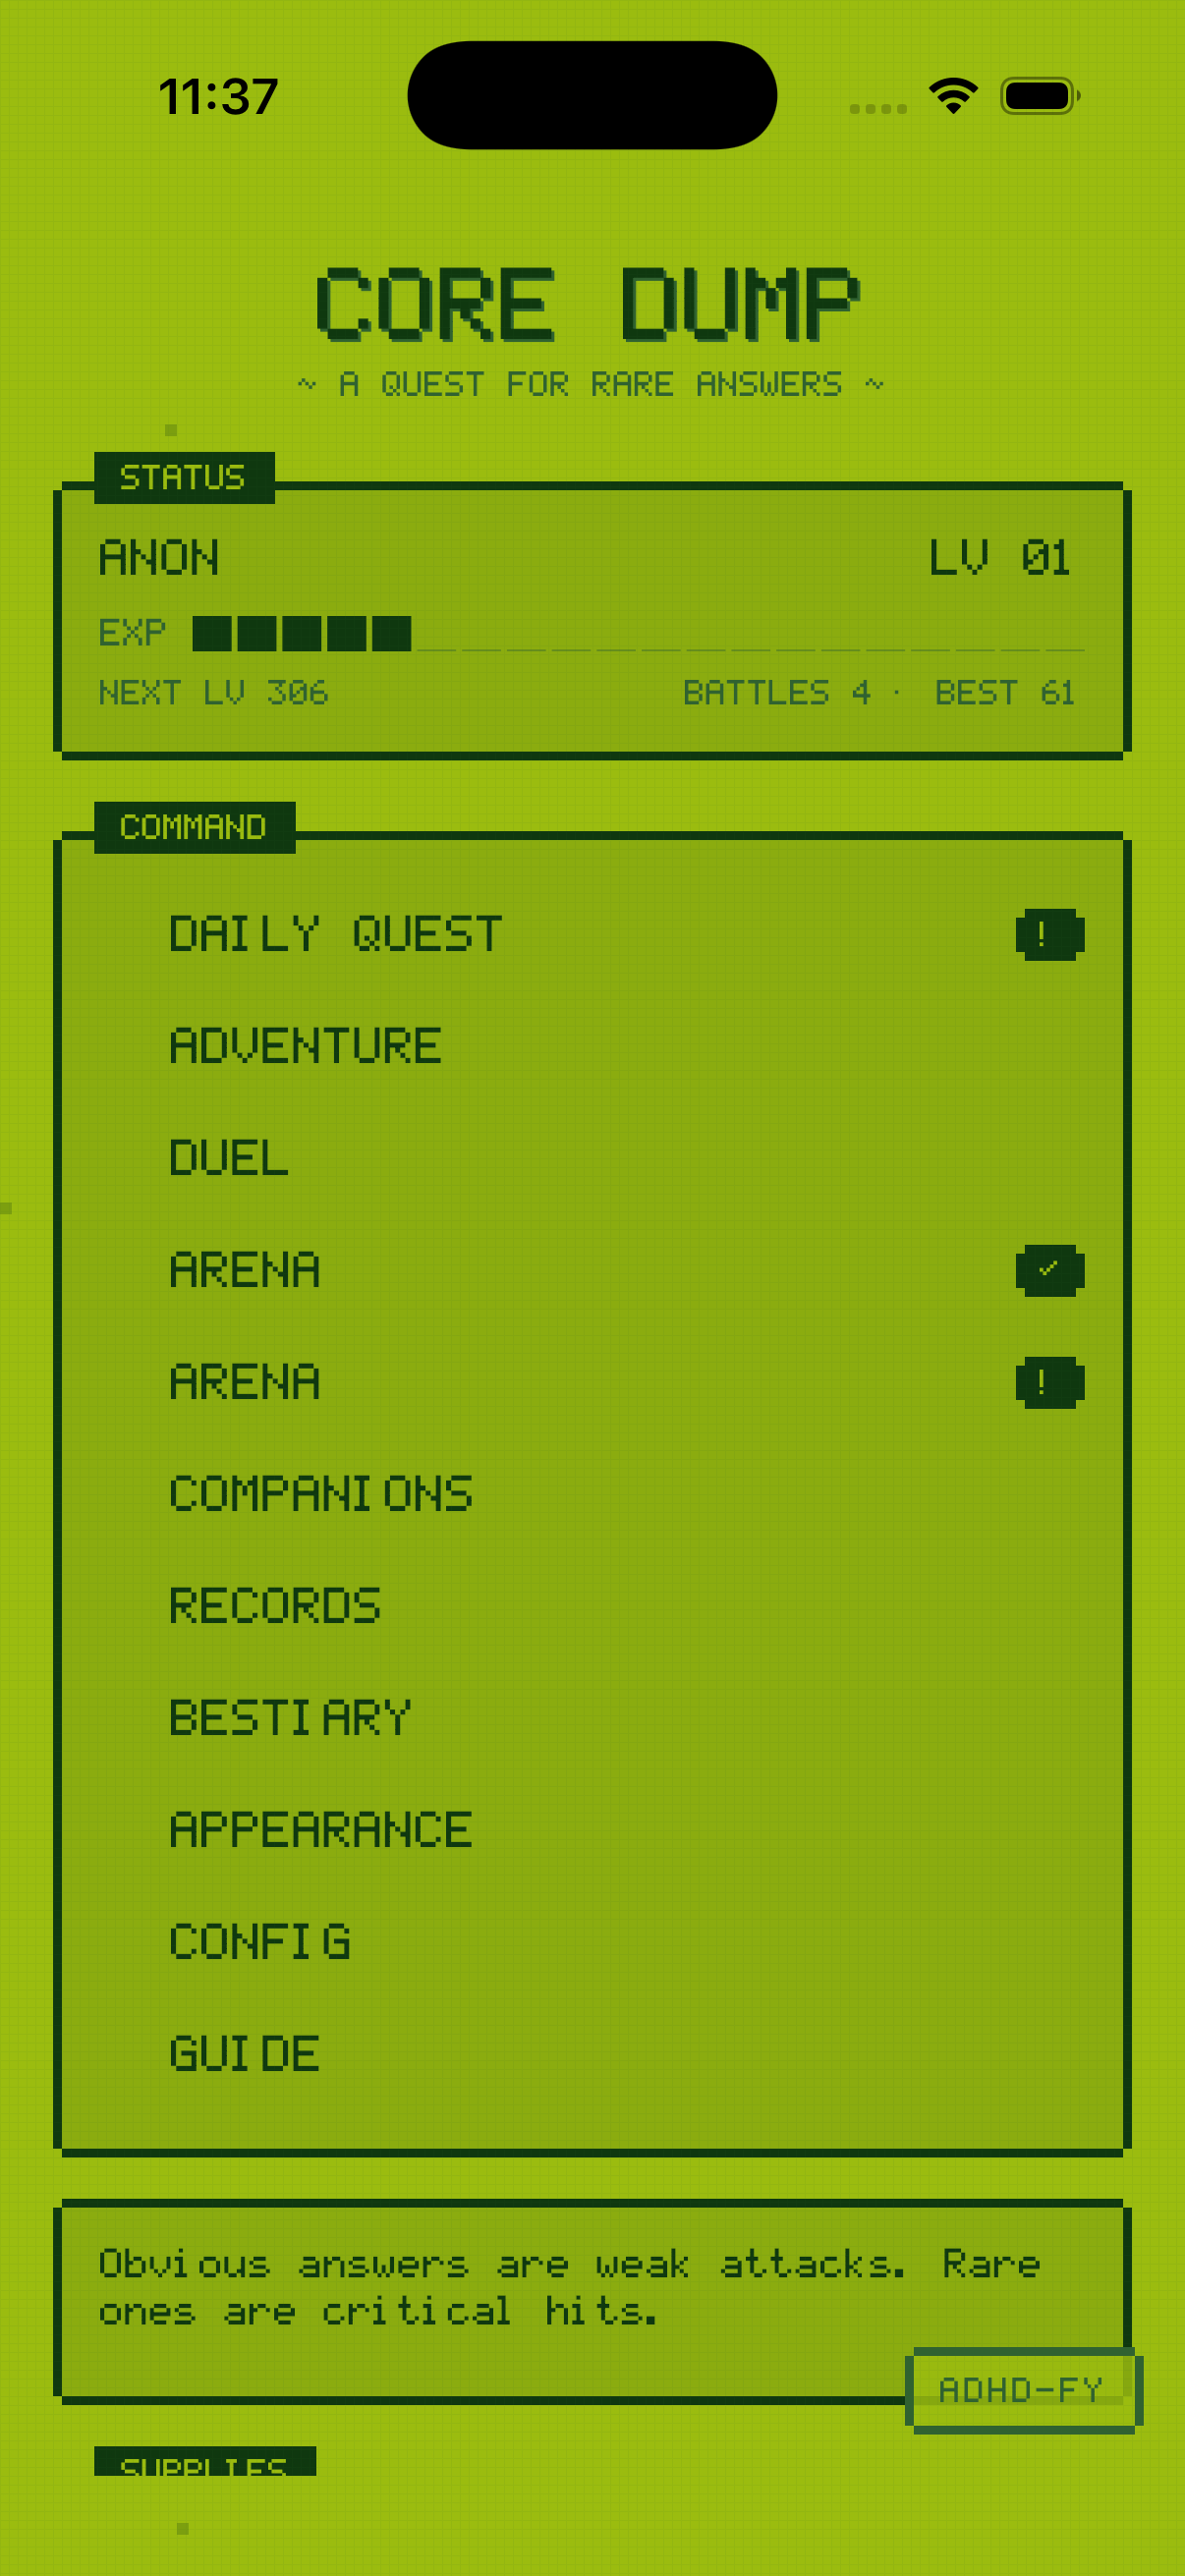 11:37
CORE DUMP
~ A QUEST FOR RARE ANSWERS ~
STATUS
ANON LV 01
EXP
NEXT LV 306 BATTLES 4 · BEST 61
COMMAND
DAILY QUEST !
ADVENTURE
DUEL
ARENA ✓
ARENA !
COMPANIONS
RECORDS
BESTIARY
APPEARANCE
CONFIG
GUIDE
Obvious answers are weak attacks. Rare
ones are critical hits.
ADHD-FY
SUPPLIES